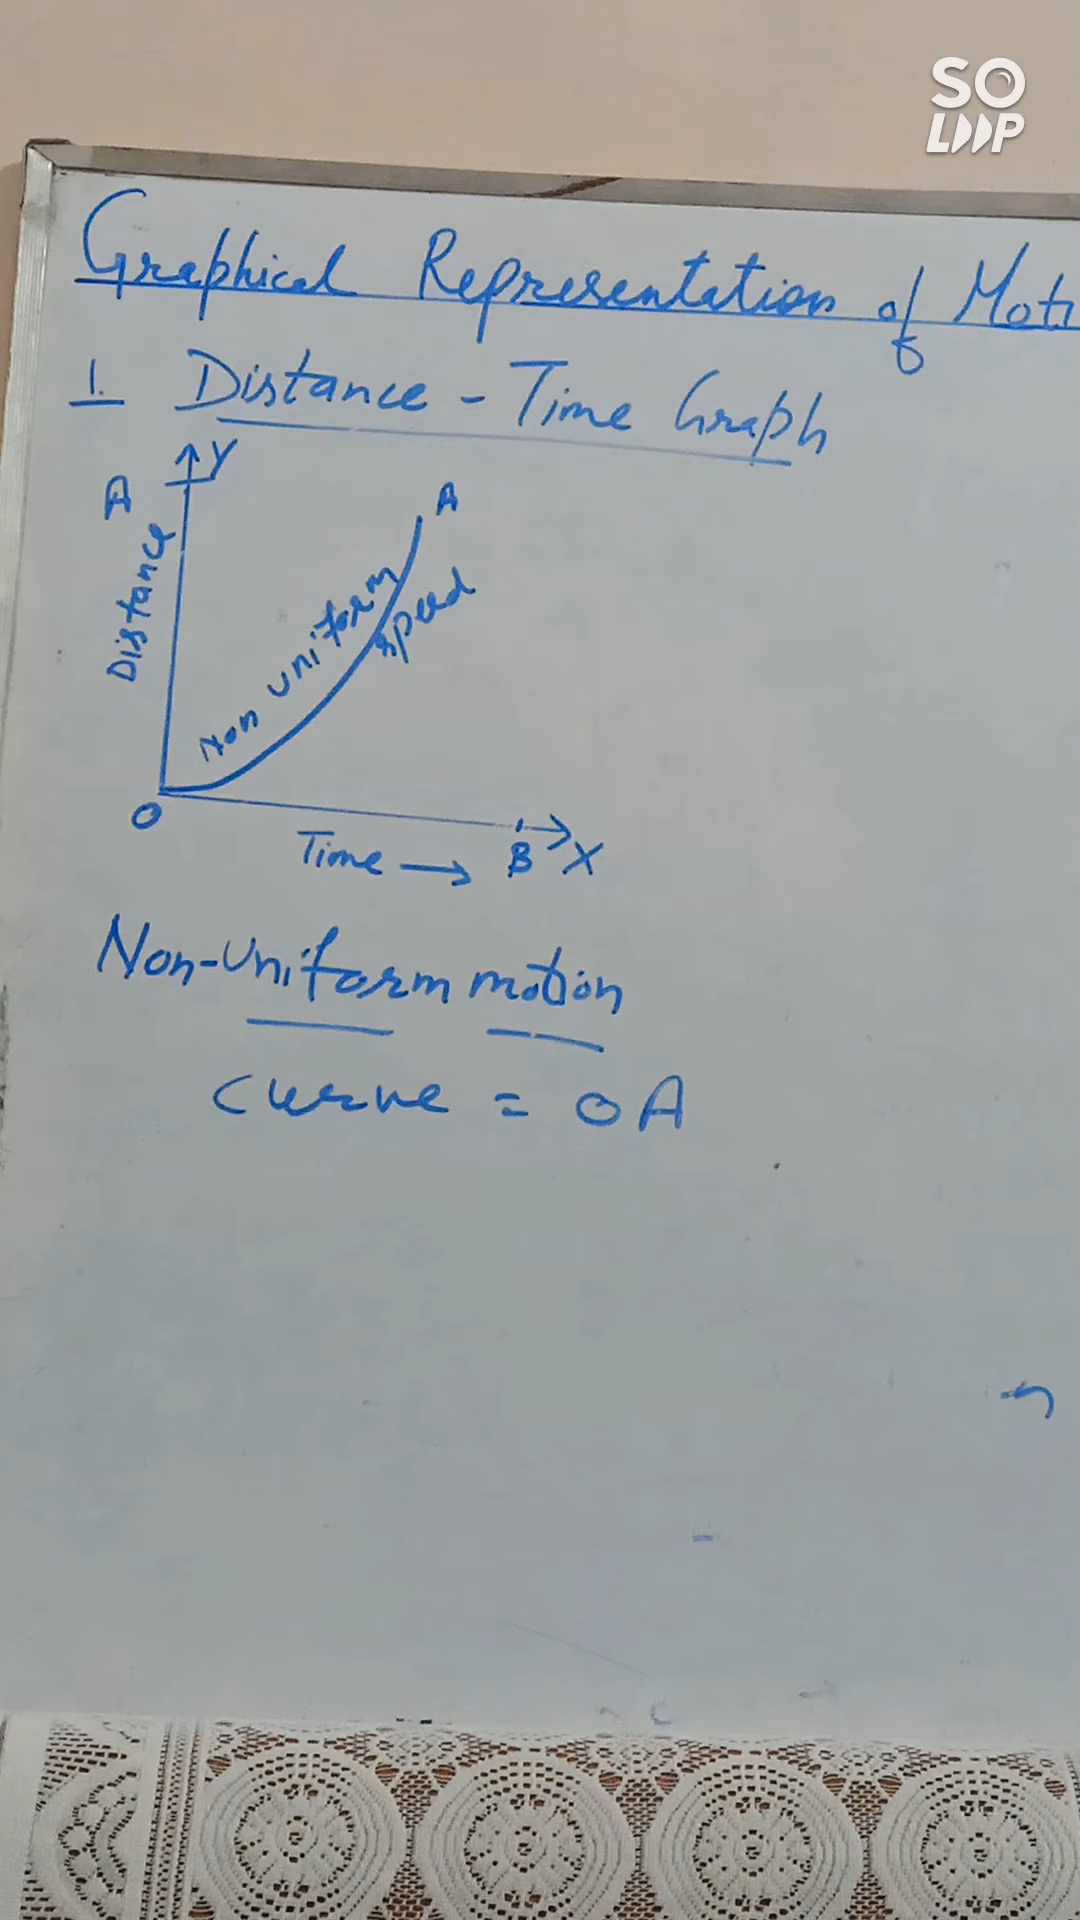 SO
LOOP
Graphical Representation of Moti
1. Distance - Time Graph
Y
A
Distance
Non uniform
speed
O
Time → B X
Non-Uniform motion
curve = OA